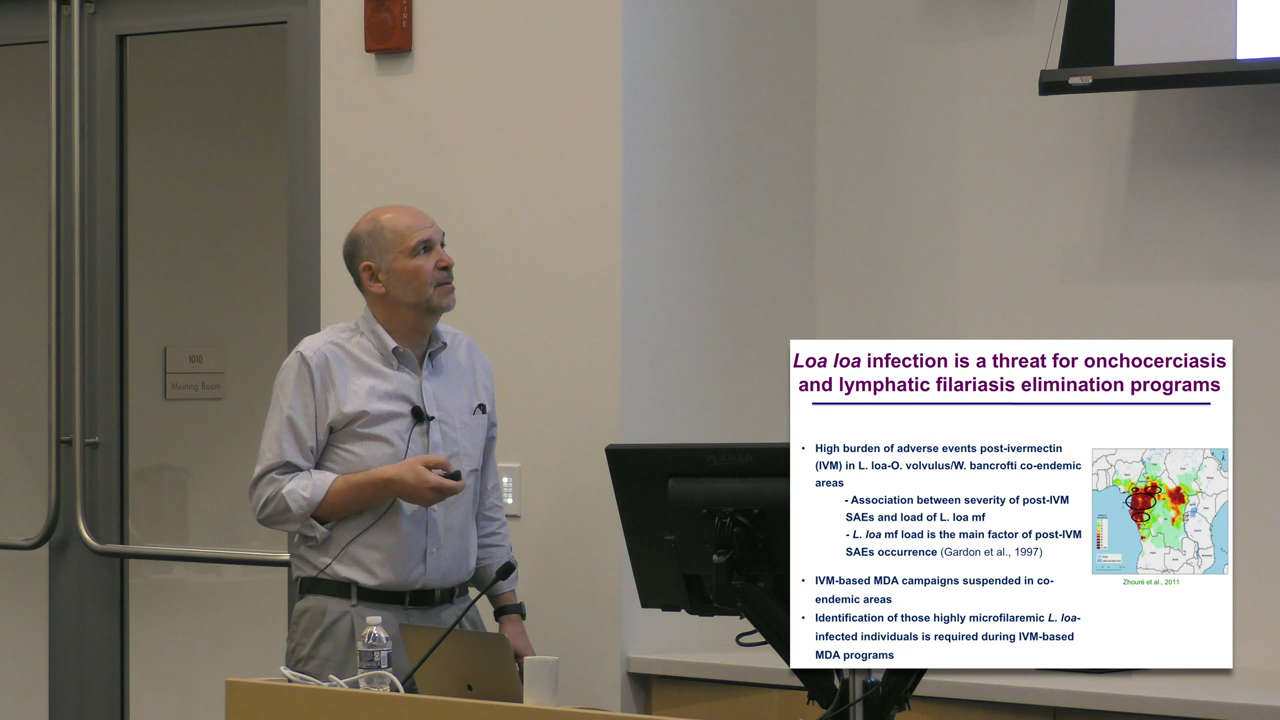 FIRE
1010
Meeting Room
PLANAR
Loa loa infection is a threat for onchocerciasis
and lymphatic filariasis elimination programs
• High burden of adverse events post-ivermectin
(IVM) in L. loa-O. volvulus/W. bancrofti co-endemic
areas
- Association between severity of post-IVM
SAEs and load of L. loa mf
- L. loa mf load is the main factor of post-IVM
SAEs occurrence (Gardon et al., 1997)
• IVM-based MDA campaigns suspended in co-
endemic areas
• Identification of those highly microfilaremic L. loa-
infected individuals is required during IVM-based
MDA programs
Zhouré et al., 2011